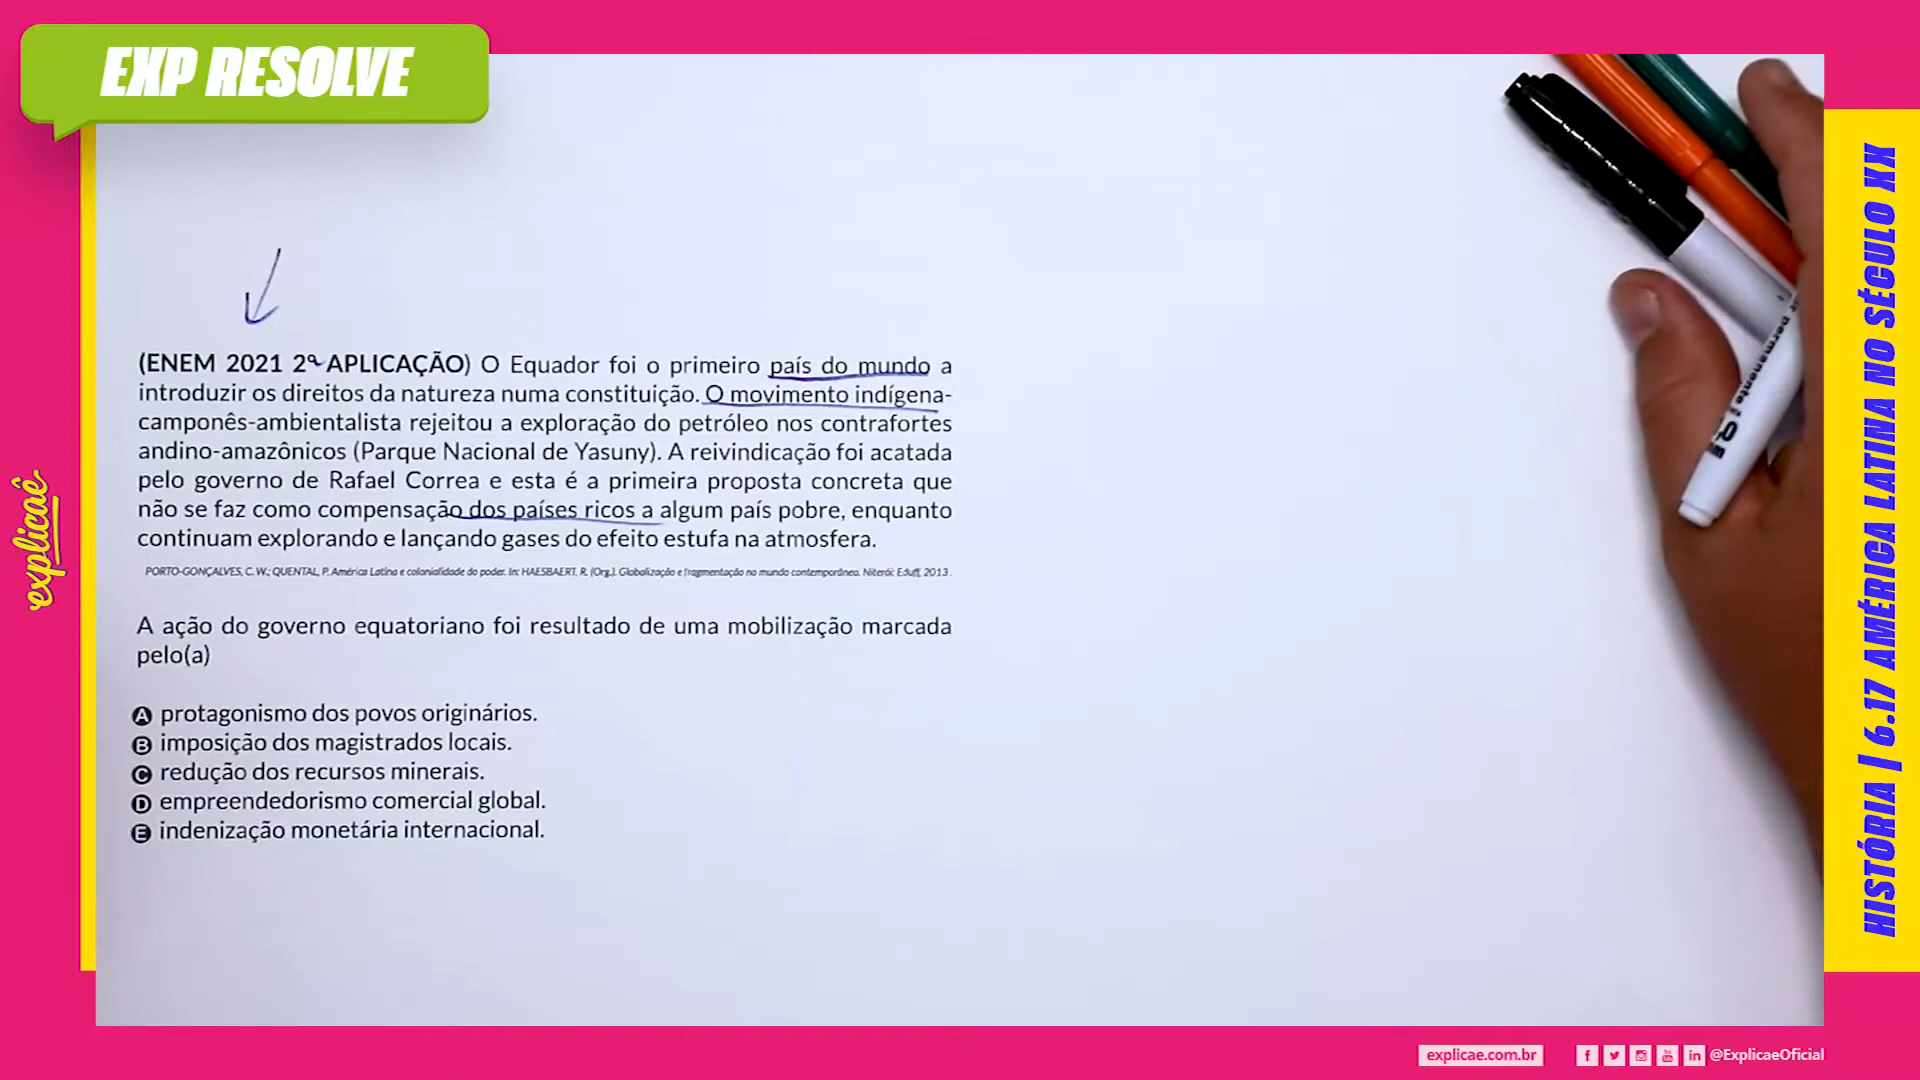 EXP RESOLVE
(ENEM 2021 2ª APLICAÇÃO) O Equador foi o primeiro país do mundo a
introduzir os direitos da natureza numa constituição. O movimento indígena-
camponês-ambientalista rejeitou a exploração do petróleo nos contrafortes
andino-amazônicos (Parque Nacional de Yasuny). A reivindicação foi acatada
pelo governo de Rafael Correa e esta é a primeira proposta concreta que
não se faz como compensação dos países ricos a algum país pobre, enquanto
continuam explorando e lançando gases do efeito estufa na atmosfera.
PORTO-GONÇALVES, C. W.; QUENTAL, P. América Latina e colonialidade do poder. In: HAESBAERT, R. (Org.). Globalização e fragmentação no mundo contemporâneo. Niterói: Eduff, 2013.
A ação do governo equatoriano foi resultado de uma mobilização marcada
pelo(a)
A protagonismo dos povos originários.
B imposição dos magistrados locais.
C redução dos recursos minerais.
D empreendedorismo comercial global.
E indenização monetária internacional.
explicaê
HISTÓRIA | 6.17 AMÉRICA LATINA NO SÉCULO XX
explicae.com.br
@ExplicaeOficial